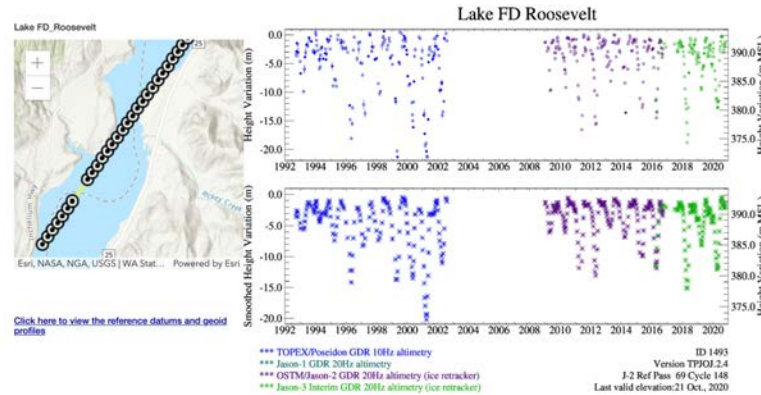 Lake FD_Roosevelt
+
−
25
25
Esri, NASA, NGA, USGS | WA Stat... Powered by Esri
Click here to view the reference datums and geoid
profiles
Lake FD Roosevelt
Height Variation (m)
0.0
-5.0
-10.0
-15.0
-20.0
390.0
385.0
380.0
375.0
1992 1994 1996 1998 2000 2002 2004 2006 2008 2010 2012 2014 2016 2018 2020
Smoothed Height Variation (m)
0.0
-5.0
-10.0
-15.0
-20.0
390.0
385.0
380.0
375.0
1992 1994 1996 1998 2000 2002 2004 2006 2008 2010 2012 2014 2016 2018 2020
*** TOPEX/Poseidon GDR 10Hz altimetry
*** Jason-1 GDR 20Hz altimetry
*** OSTM/Jason-2 GDR 20Hz altimetry (ice retracker)
*** Jason-3 Interim GDR 20Hz altimetry (ice retracker)
ID 1493
Version TPJOJ.2.4
J-2 Ref Pass 69 Cycle 148
Last valid elevation:21 Oct., 2020